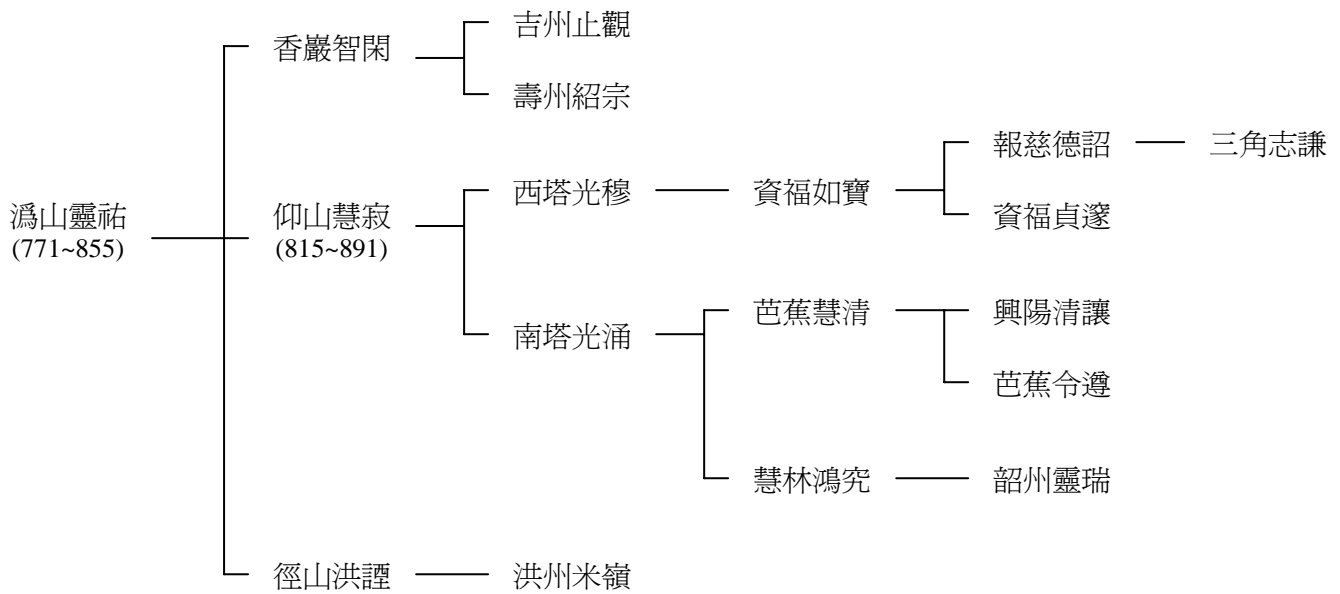 吉州止觀
香巖智閑
壽州紹宗
報慈德詔 三角志謙
西塔光穆 資福如寶
潙山靈祐 仰山慧寂 資福貞邃
(771~855) (815~891)
芭蕉慧清 興陽清讓
南塔光涌
芭蕉令遵
慧林鴻究 韶州靈瑞
徑山洪諲 洪州米嶺